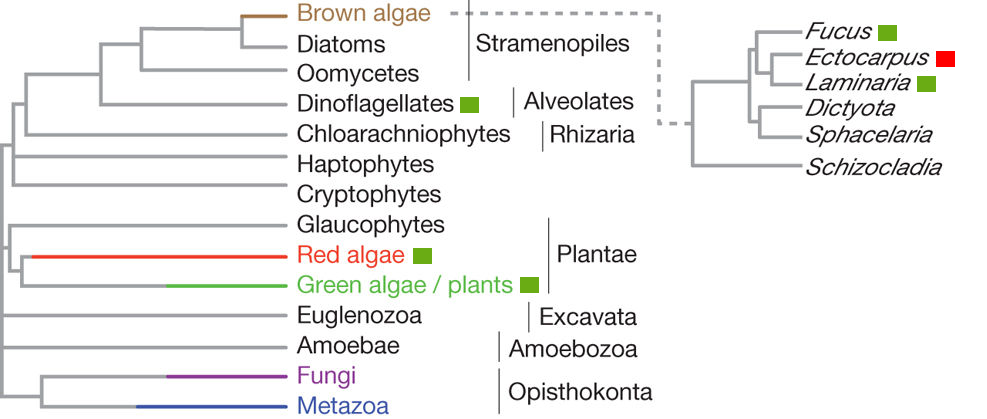 Brown algae
Diatoms
Oomycetes
Stramenopiles
Dinoflagellates
Alveolates
Chloarachniophytes
Rhizaria
Haptophytes
Cryptophytes
Glaucophytes
Red algae
Green algae / plants
Plantae
Euglenozoa
Excavata
Amoebae
Amoebozoa
Fungi
Metazoa
Opisthokonta
Fucus
Ectocarpus
Laminaria
Dictyota
Sphacelaria
Schizocladia